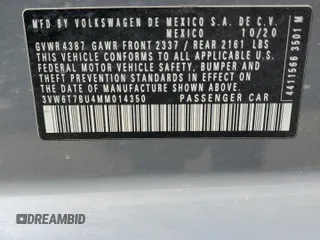 MFD BY VOLKSWAGEN DE MEXICO S.A. DE C.V.
MEXICO 10/20
GVWR 4387 GAWR FRONT 2337 / REAR 2161 LBS
THIS VEHICLE CONFORMS TO ALL APPLICABLE U.S.
FEDERAL MOTOR VEHICLE SAFETY, BUMPER, AND
THEFT PREVENTION STANDARDS IN EFFECT ON
THE DATE OF MANUFACTURE SHOWN ABOVE
3VW6T7BU4MM014350 PASSENGER CAR
4411566 3501 M
DREAMBID